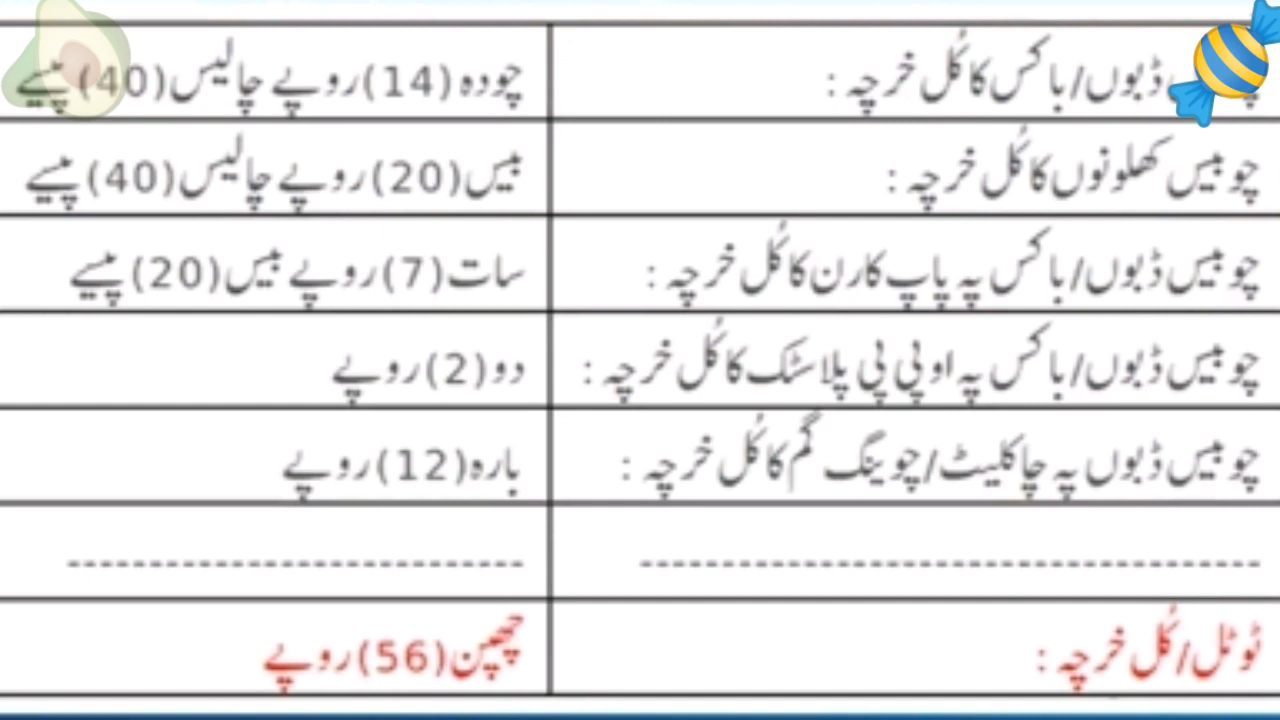 ڈبوں/باکس کا کُل خرچہ : چودہ (14) روپے چالیس (40) پیسے
چوبیس کھلونوں کا کُل خرچہ : بیس (20) روپے چالیس (40) پیسے
چوبیس ڈبوں/باکس پہ پاپ کارن کا کُل خرچہ : سات (7) روپے بیس (20) پیسے
چوبیس ڈبوں/باکس پہ او پی پی پلاسٹک کا کُل خرچہ : دو (2) روپے
چوبیس ڈبوں پہ چاکلیٹ/چوینگ گم کا کُل خرچہ : بارہ (12) روپے
------------------------------------- ---------------------------
ٹوٹل/کُل خرچہ : چھپن (56) روپے